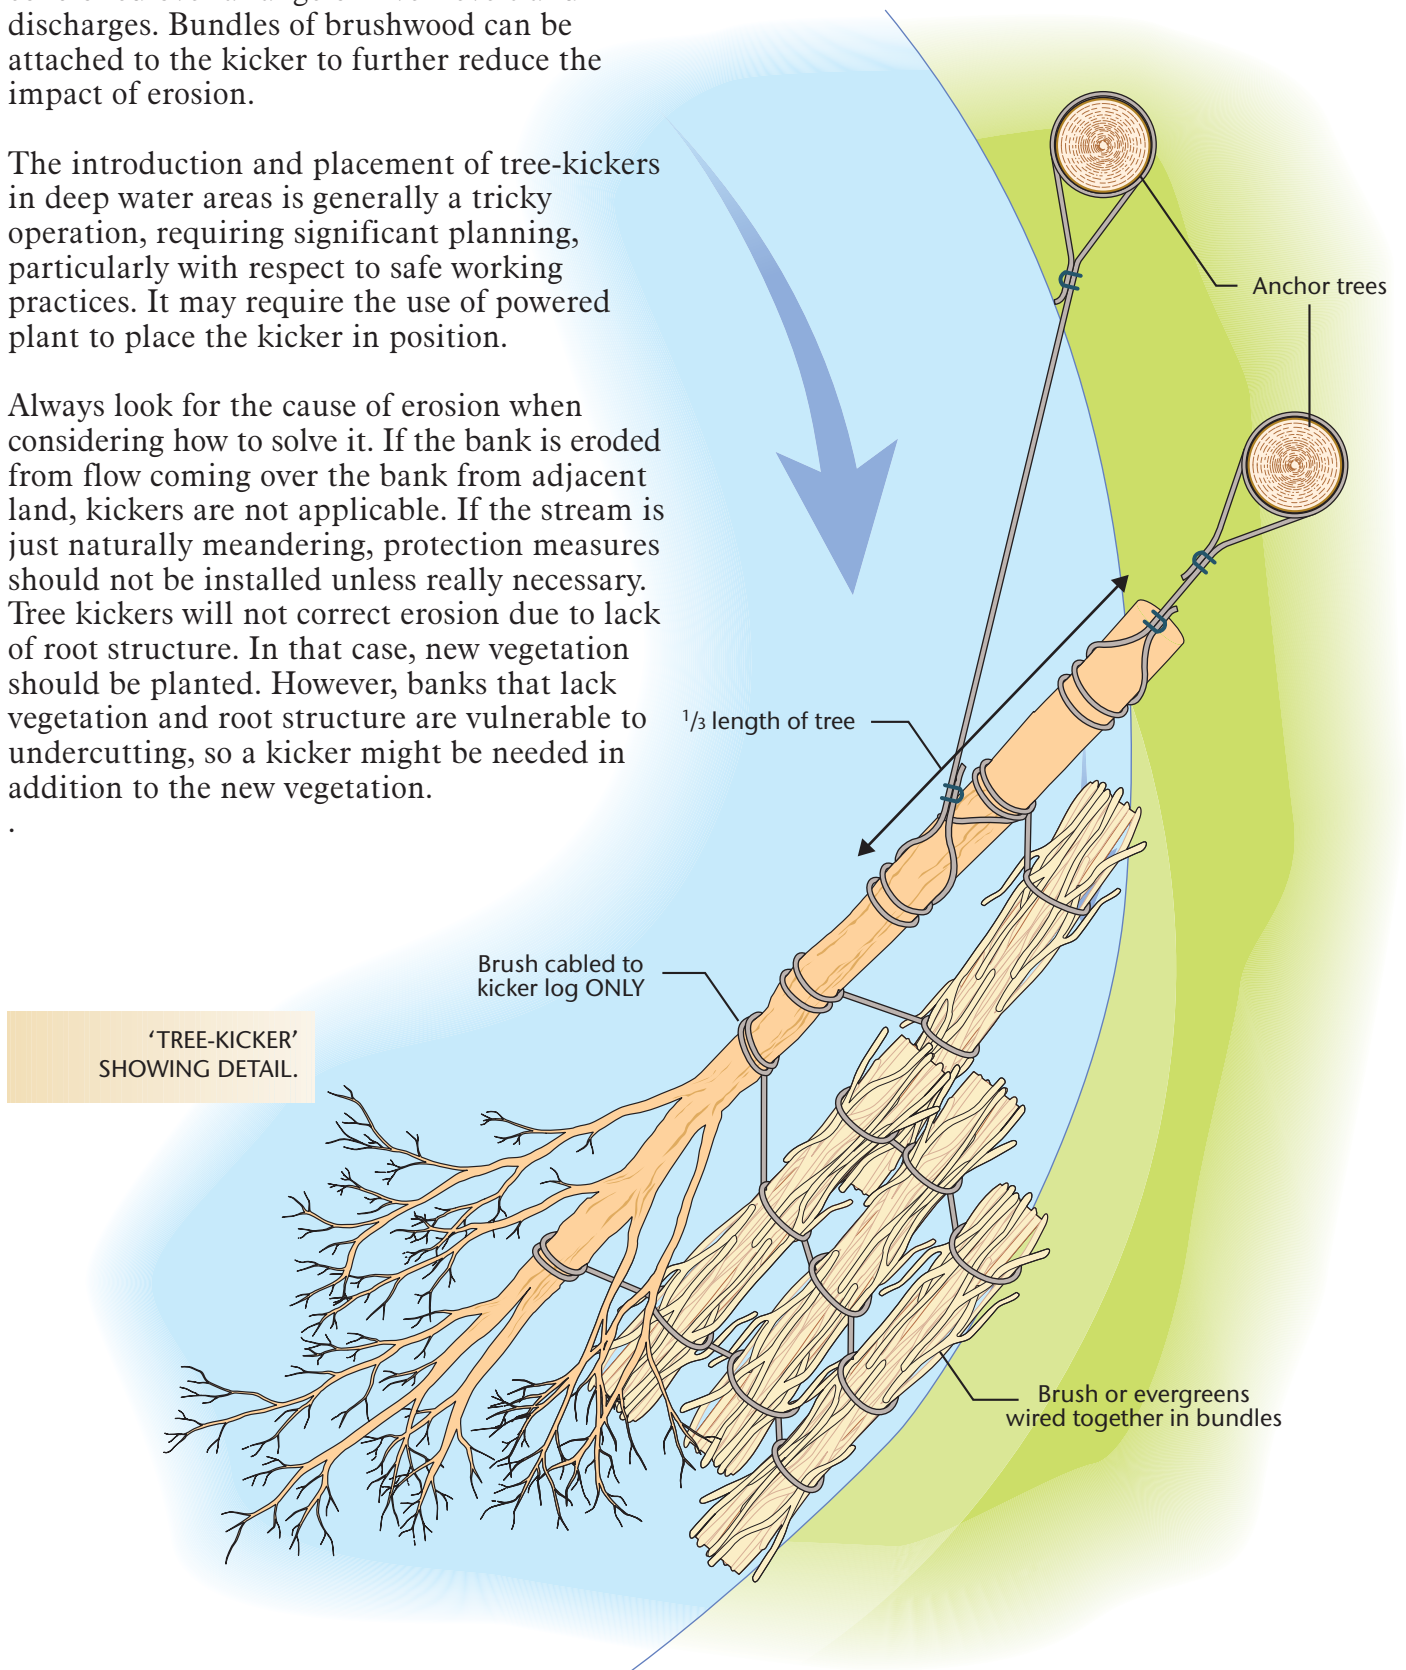 discharges. Bundles of brushwood can be
attached to the kicker to further reduce the
impact of erosion.
The introduction and placement of tree-kickers
in deep water areas is generally a tricky
operation, requiring significant planning,
particularly with respect to safe working
practices. It may require the use of powered
plant to place the kicker in position.
Always look for the cause of erosion when
considering how to solve it. If the bank is eroded
from flow coming over the bank from adjacent
land, kickers are not applicable. If the stream is
just naturally meandering, protection measures
should not be installed unless really necessary.
Tree kickers will not correct erosion due to lack
of root structure. In that case, new vegetation
should be planted. However, banks that lack
vegetation and root structure are vulnerable to
undercutting, so a kicker might be needed in
addition to the new vegetation.
.
Anchor trees
1/3 length of tree
Brush cabled to
kicker log ONLY
‘TREE-KICKER’
SHOWING DETAIL.
Brush or evergreens
wired together in bundles